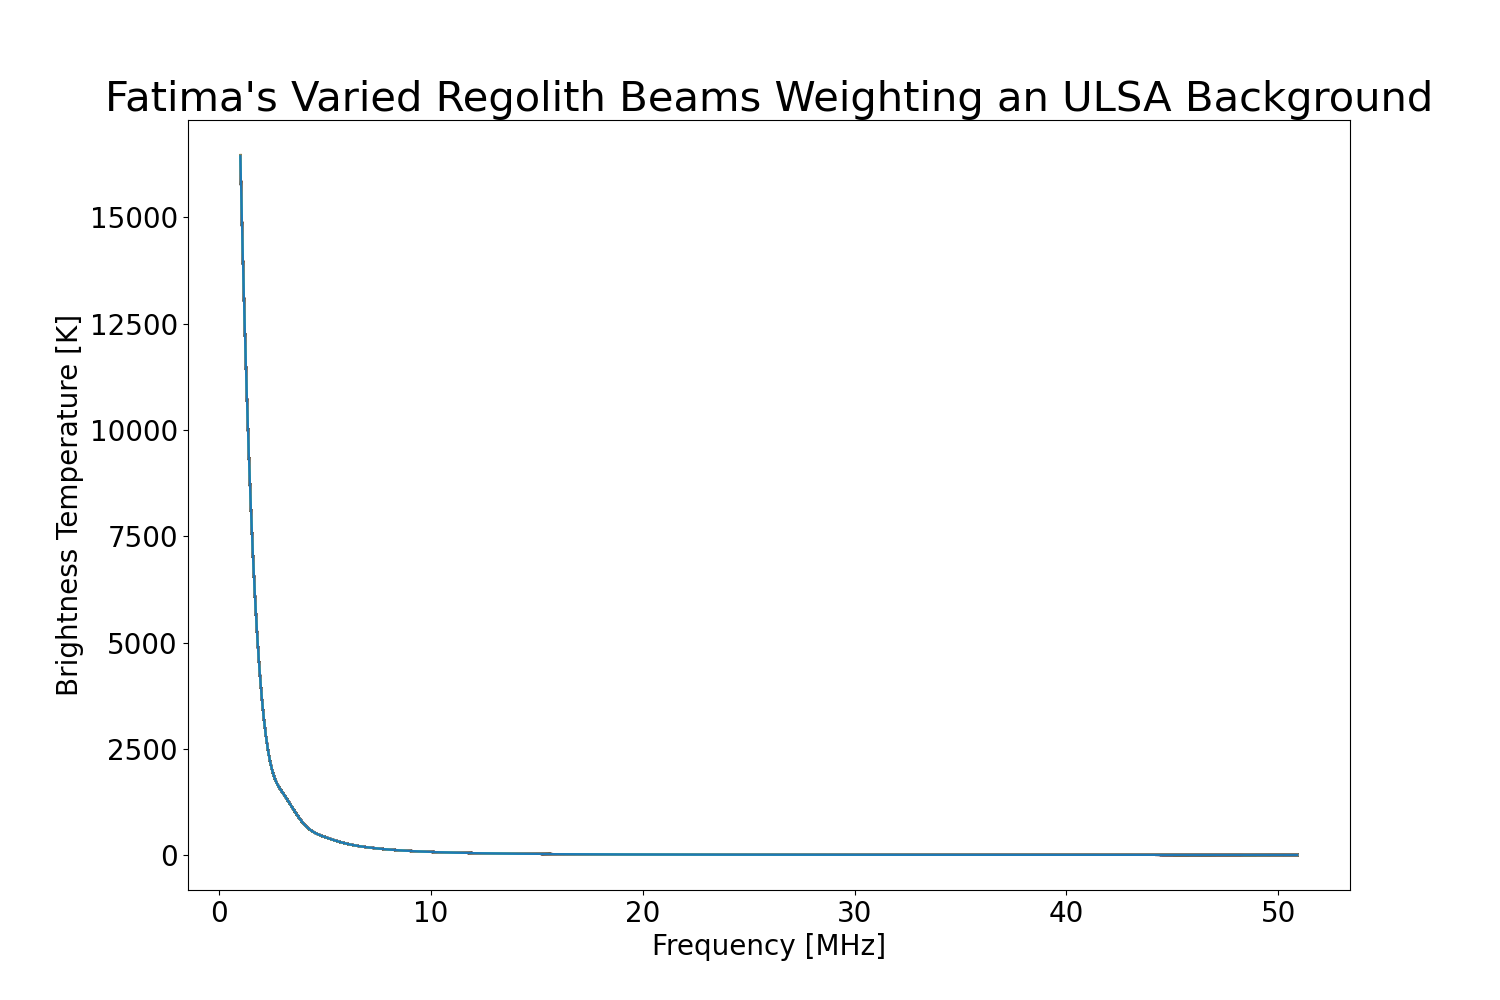 Fatima's Varied Regolith Beams Weighting an ULSA Background
Brightness Temperature [K]
15000
12500
10000
7500
5000
2500
0
0 10 20 30 40 50
Frequency [MHz]